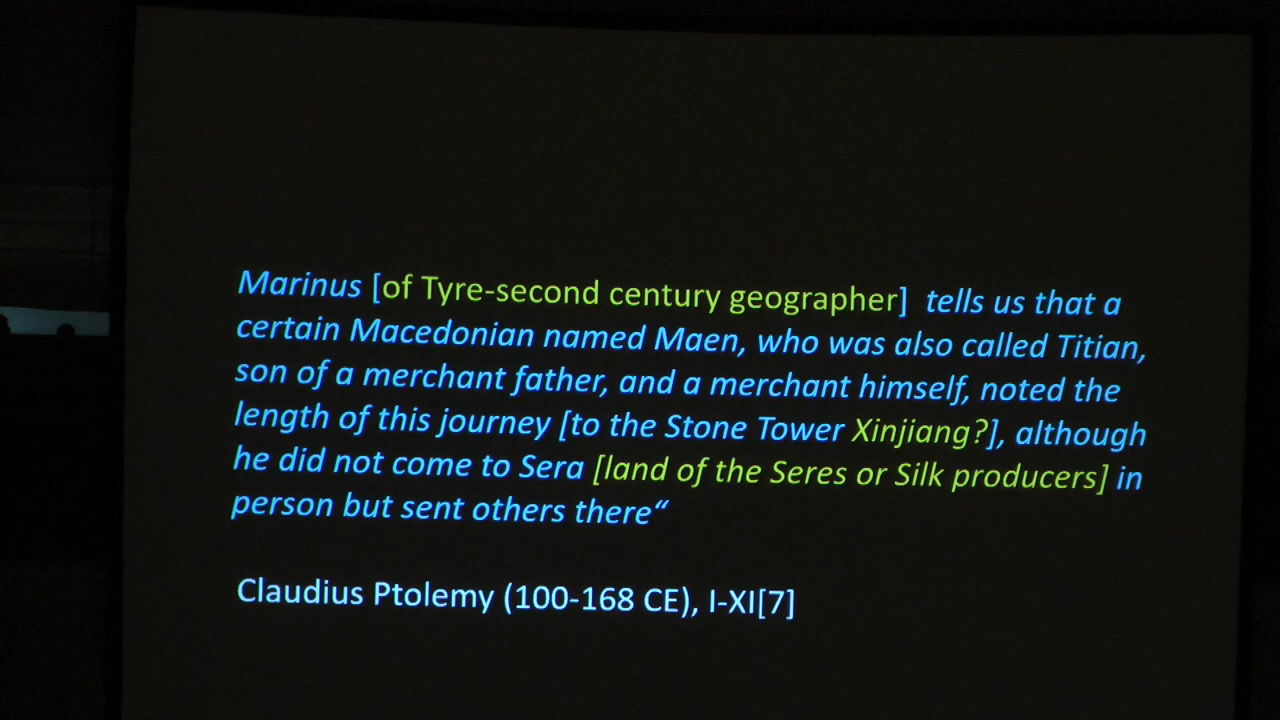 Marinus [of Tyre-second century geographer]  tells us that a
certain Macedonian named Maen, who was also called Titian,
son of a merchant father, and a merchant himself, noted the
length of this journey [to the Stone Tower Xinjiang?], although
he did not come to Sera [land of the Seres or Silk producers] in
person but sent others there“
Claudius Ptolemy (100-168 CE), I-XI[7]